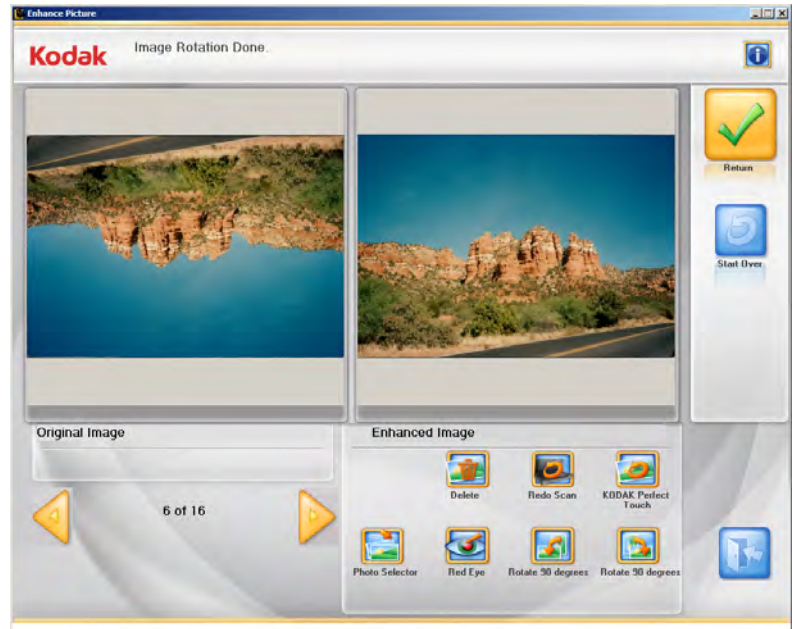 Enhance Picture
Kodak
Image Rotation Done.
Return
Start Over
Original Image
Enhanced Image
6 of 16
Delete
Redo Scan
KODAK Perfect
Touch
Photo Selector
Red Eye
Rotate 90 degrees
Rotate 90 degrees